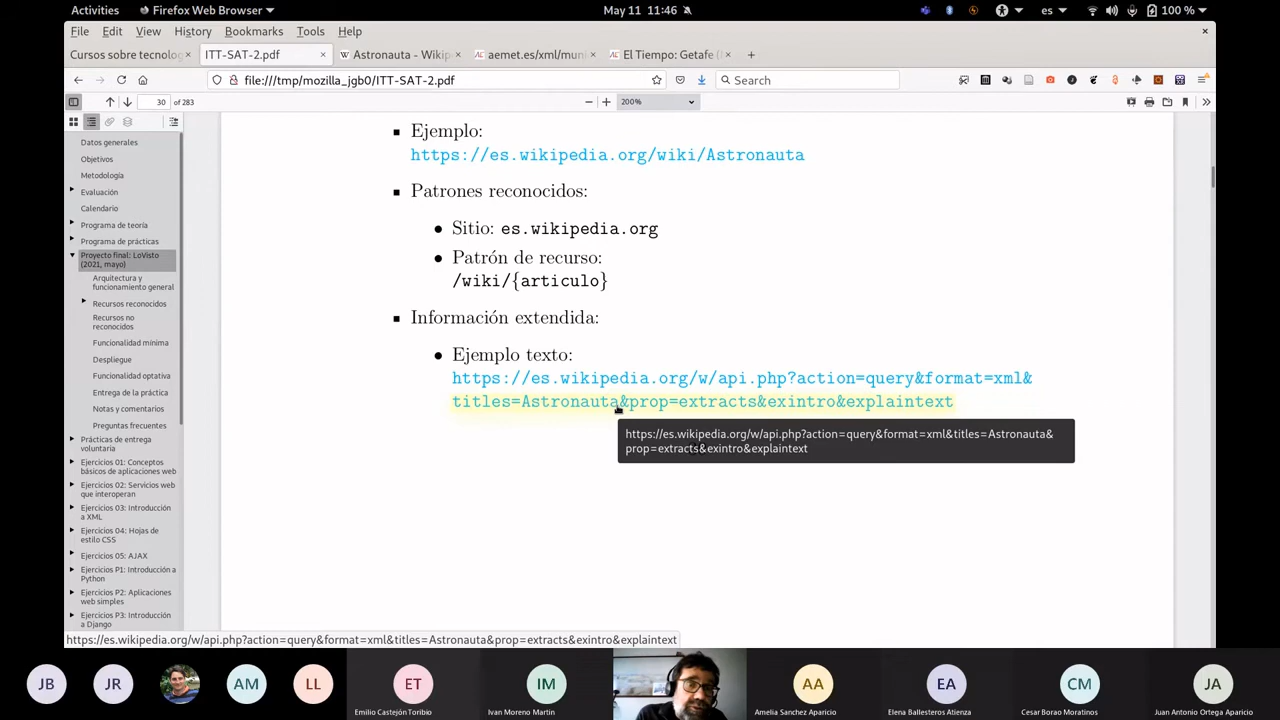 Activities
Firefox Web Browser
May 11 11:46
es
100 %
File Edit View History Bookmarks Tools Help
Cursos sobre tecnolog
ITT-SAT-2.pdf
Astronauta - Wikip
aemet.es/xml/muni
El Tiempo: Getafe (
file:///tmp/mozilla_jgb0/ITT-SAT-2.pdf
Search
30 of 283
200%
Datos generales
Objetivos
Metodología
Evaluación
Calendario
Programa de teoría
Programa de prácticas
Proyecto final: LoVisto
(2021, mayo)
Arquitectura y
funcionamiento general
Recursos reconocidos
Recursos no
reconocidos
Funcionalidad mínima
Despliegue
Funcionalidad optativa
Entrega de la práctica
Notas y comentarios
Preguntas frecuentes
Prácticas de entrega
voluntaria
Ejercicios 01: Conceptos
básicos de aplicaciones web
Ejercicios 02: Servicios web
que interoperan
Ejercicios 03: Introducción
a XML
Ejercicios 04: Hojas de
estilo CSS
Ejercicios 05: AJAX
Ejercicios P1: Introducción a
Python
Ejercicios P2: Aplicaciones
web simples
Ejercicios P3: Introducción
a Django
Ejemplo:
https://es.wikipedia.org/wiki/Astronauta
Patrones reconocidos:
Sitio: es.wikipedia.org
Patrón de recurso:
/wiki/{articulo}
Información extendida:
Ejemplo texto:
https://es.wikipedia.org/w/api.php?action=query&format=xml&
titles=Astronauta&prop=extracts&exintro&explaintext
https://es.wikipedia.org/w/api.php?action=query&format=xml&titles=Astronauta&
prop=extracts&exintro&explaintext
https://es.wikipedia.org/w/api.php?action=query&format=xml&titles=Astronauta&prop=extracts&exintro&explaintext
JB
JR
AM
LL
ET
Emilio Castejón Toribio
IM
Ivan Moreno Martin
AA
Amelia Sanchez Aparicio
EA
Elena Ballesteros Atienza
CM
Cesar Borao Moratinos
JA
Juan Antonio Ortega Aparicio